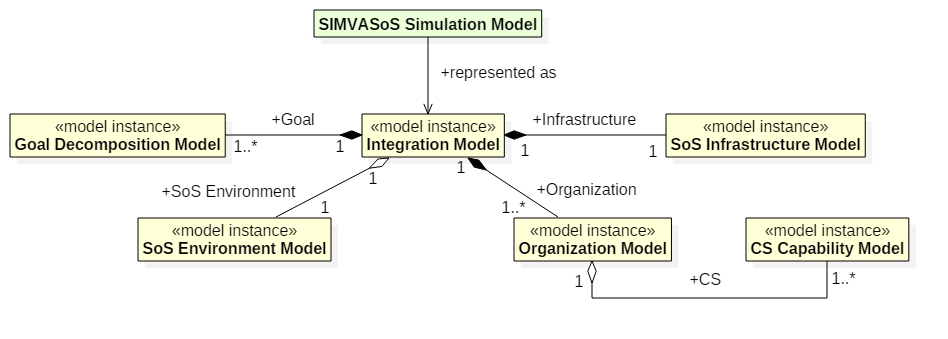 SIMVASoS Simulation Model
+represented as
«model instance»
Goal Decomposition Model
+Goal
1..*
1
«model instance»
Integration Model
+Infrastructure
1
1
«model instance»
SoS Infrastructure Model
+SoS Environment
1
1
1
+Organization
1..*
«model instance»
SoS Environment Model
«model instance»
Organization Model
«model instance»
CS Capability Model
1
+CS
1..*